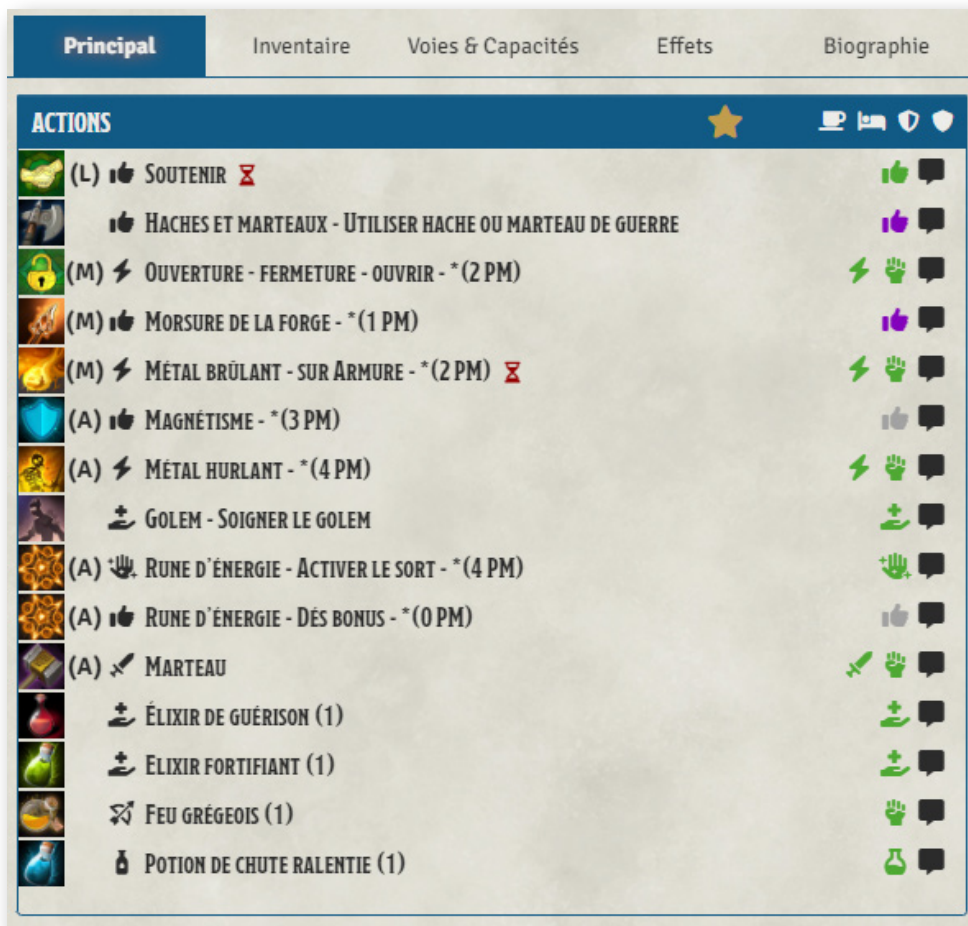 Principal Inventaire Voies & Capacités Effets Biographie
ACTIONS
(L) SOUTENIR
HACHES ET MARTEAUX - UTILISER HACHE OU MARTEAU DE GUERRE
(M) OUVERTURE - FERMETURE - OUVRIR - *(2 PM)
(M) MORSURE DE LA FORGE - *(1 PM)
(M) MÉTAL BRÛLANT - SUR ARMURE - *(2 PM)
(A) MAGNÉTISME - *(3 PM)
(A) MÉTAL HURLANT - *(4 PM)
GOLEM - SOIGNER LE GOLEM
(A) RUNE D'ÉNERGIE - ACTIVER LE SORT - *(4 PM)
(A) RUNE D'ÉNERGIE - DÉS BONUS - *(0 PM)
(A) MARTEAU
ÉLIXIR DE GUÉRISON (1)
ELIXIR FORTIFIANT (1)
FEU GRÉGEOIS (1)
POTION DE CHUTE RALENTIE (1)